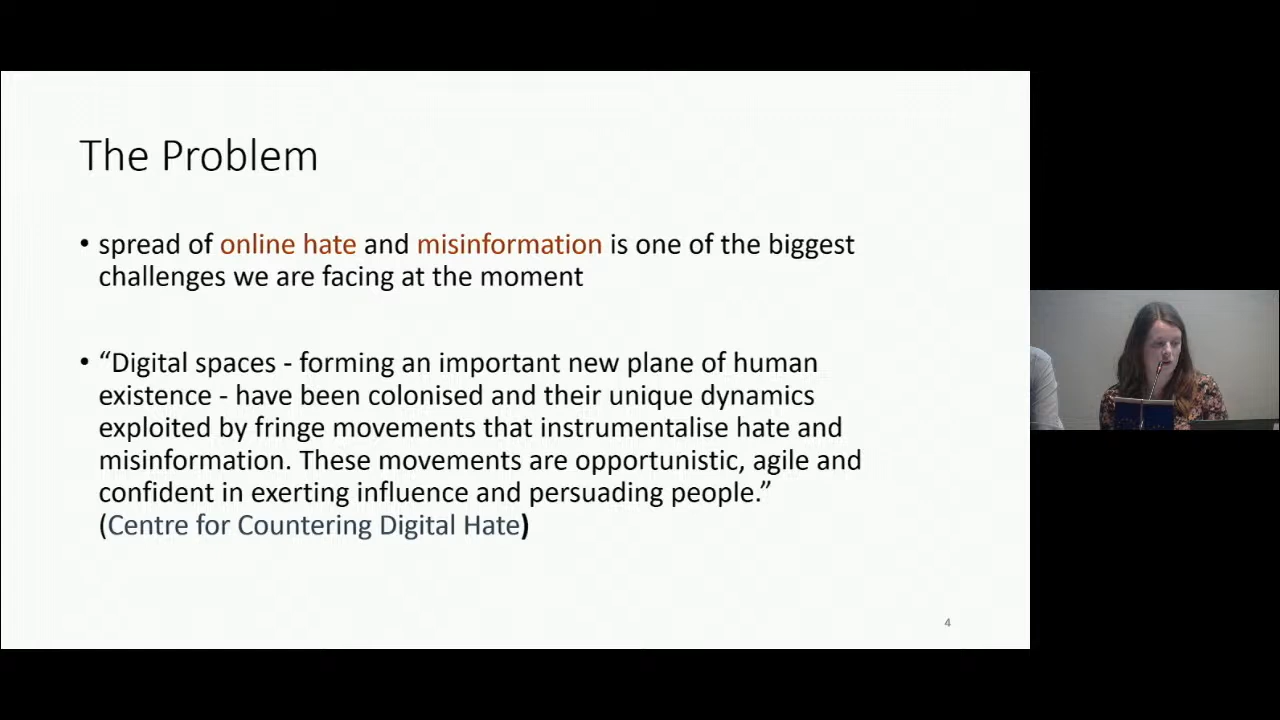 The Problem
• spread of online hate and misinformation is one of the biggest
challenges we are facing at the moment
• “Digital spaces - forming an important new plane of human
existence - have been colonised and their unique dynamics
exploited by fringe movements that instrumentalise hate and
misinformation. These movements are opportunistic, agile and
confident in exerting influence and persuading people.”
(Centre for Countering Digital Hate)
4